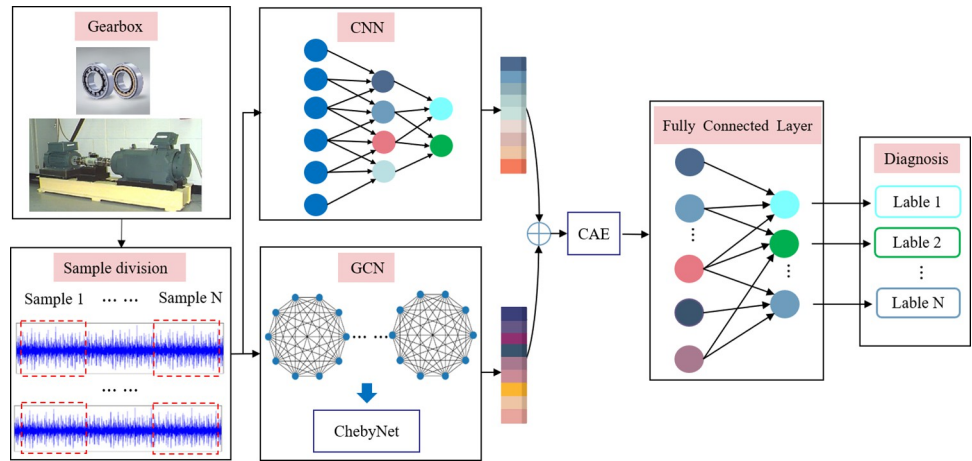 Gearbox
Sample division
Sample 1 ... ... Sample N
... ...
CNN
GCN
... ...
ChebyNet
CAE
Fully Connected Layer
Diagnosis
Lable 1
Lable 2
Lable N